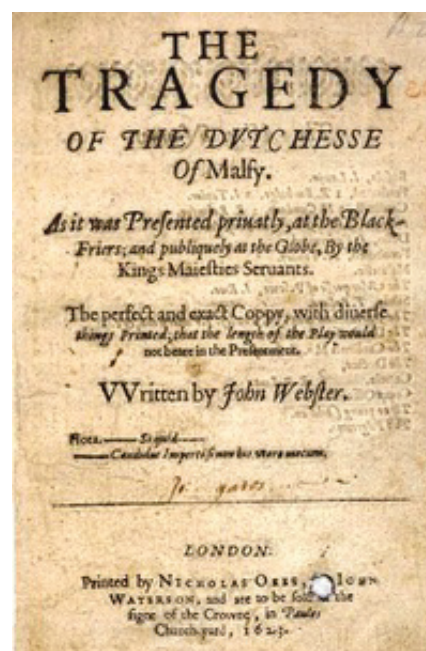 THE
TRAGEDY
OF THE DVTCHESSE
Of Malfy.
As it was Presented priuatly, at the Black-
Friers; and publiquely at the Globe, By the
Kings Maiesties Seruants.
The perfect and exact Coppy, with diuerse
things Printed, that the length of the Play would
not beare in the Presentment.
VVritten by John Webster.
Hora.——Si quid——
——Candidus Imperti si non his utere mecum.
LONDON:
Printed by NICHOLAS OKES, IOHN
WATERSON, and are to be sold the
signe of the Crowne, in Paules
Church-yard, 1623.